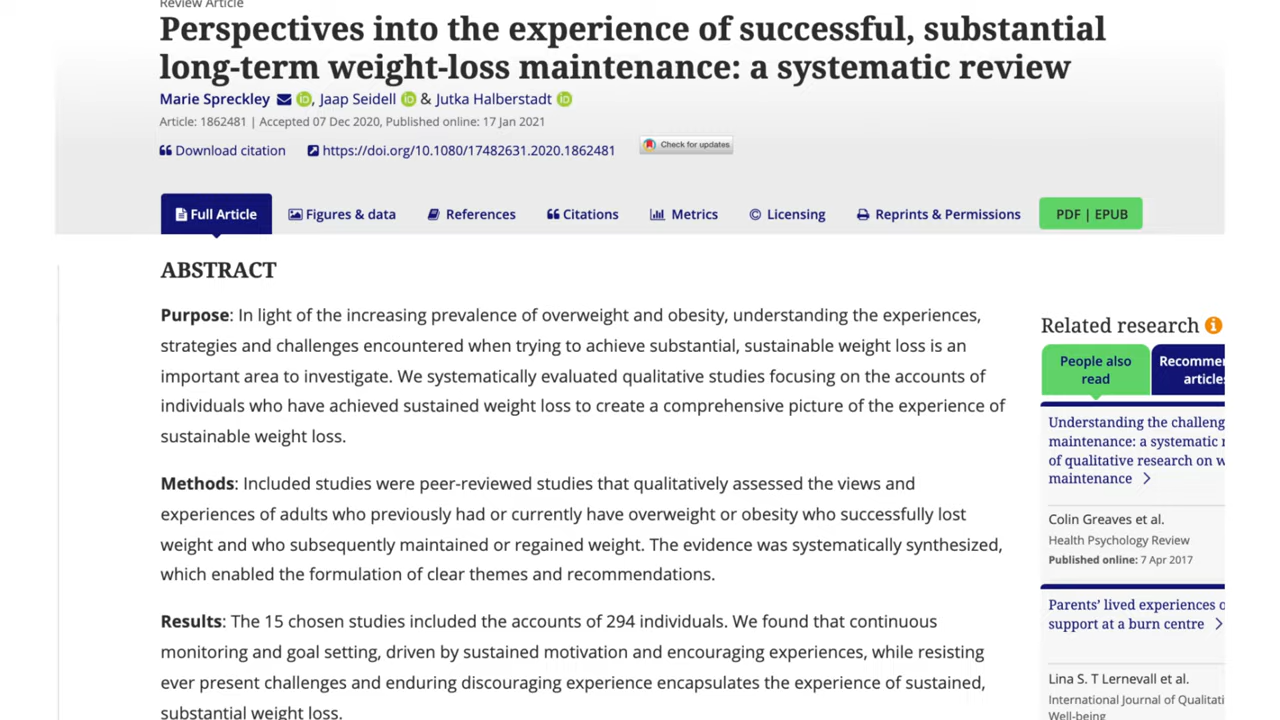 Review Article
Perspectives into the experience of successful, substantial
long-term weight-loss maintenance: a systematic review
Marie Spreckley, Jaap Seidell & Jutka Halberstadt
Article: 1862481 | Accepted 07 Dec 2020, Published online: 17 Jan 2021
Download citation https://doi.org/10.1080/17482631.2020.1862481 Check for updates
Full Article Figures & data References Citations Metrics Licensing Reprints & Permissions PDF | EPUB
ABSTRACT
Purpose: In light of the increasing prevalence of overweight and obesity, understanding the experiences,
strategies and challenges encountered when trying to achieve substantial, sustainable weight loss is an
important area to investigate. We systematically evaluated qualitative studies focusing on the accounts of
individuals who have achieved sustained weight loss to create a comprehensive picture of the experience of
sustainable weight loss.
Methods: Included studies were peer-reviewed studies that qualitatively assessed the views and
experiences of adults who previously had or currently have overweight or obesity who successfully lost
weight and who subsequently maintained or regained weight. The evidence was systematically synthesized,
which enabled the formulation of clear themes and recommendations.
Results: The 15 chosen studies included the accounts of 294 individuals. We found that continuous
monitoring and goal setting, driven by sustained motivation and encouraging experiences, while resisting
ever present challenges and enduring discouraging experience encapsulates the experience of sustained,
substantial weight loss.
Related research
People also
read
Recommen
articles
Understanding the challeng
maintenance: a systematic r
of qualitative research on w
maintenance
Colin Greaves et al.
Health Psychology Review
Published online: 7 Apr 2017
Parents' lived experiences o
support at a burn centre
Lina S. T Lernevall et al.
International Journal of Qualitati
Well-being